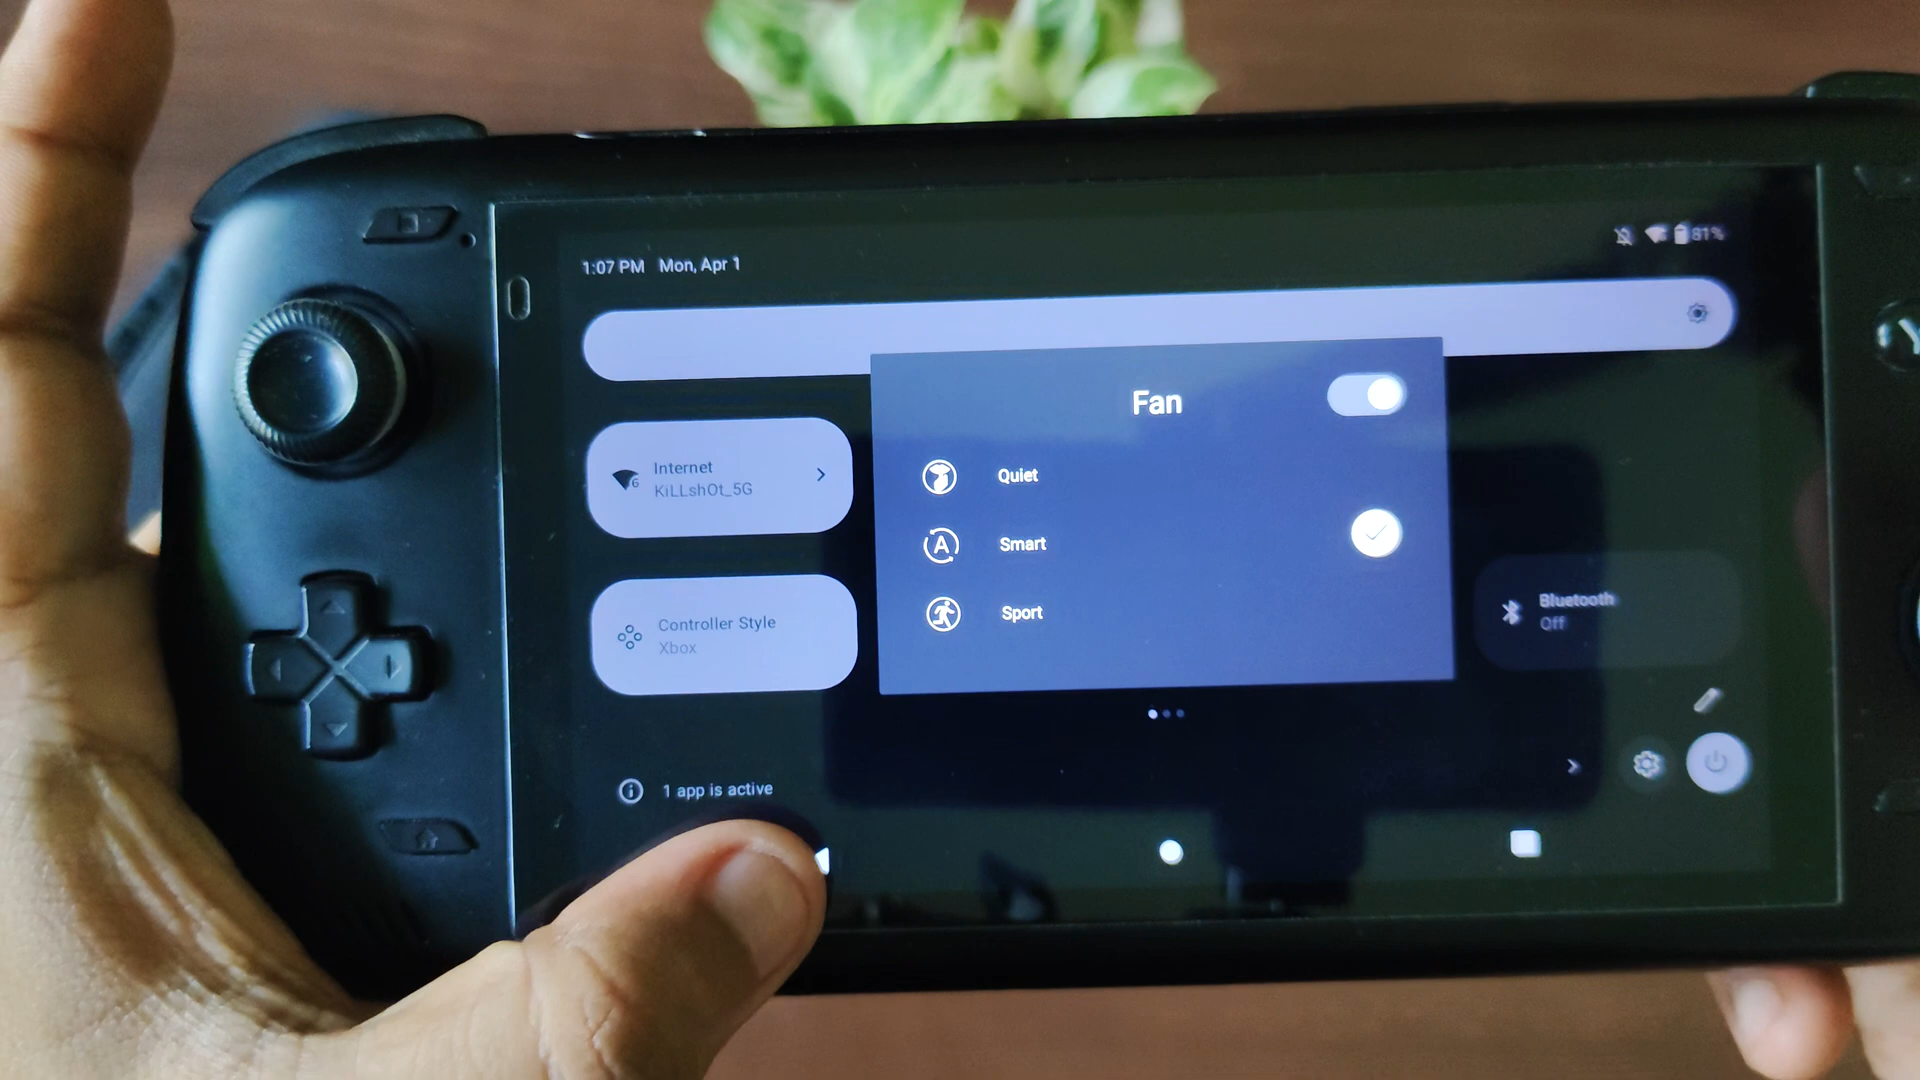 1:07 PM Mon, Apr 1
81%
Fan
Internet
KiLLshOt_5G
Quiet
Smart
Sport
Controller Style
Xbox
Bluetooth
Off
1 app is active
Y
A
6